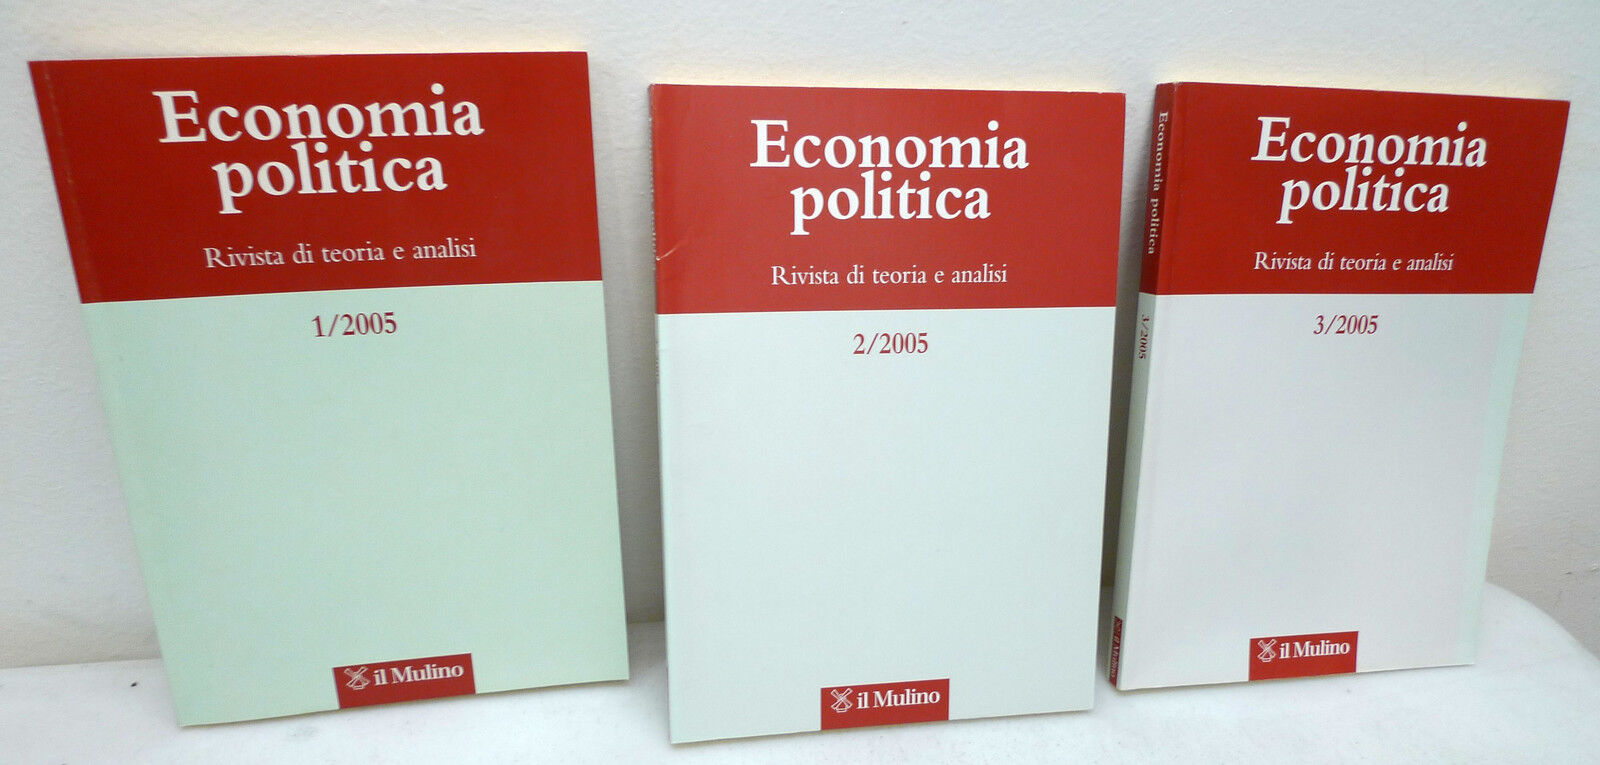 Economia
politica
Rivista di teoria e analisi
1/2005
il Mulino
Economia
politica
Rivista di teoria e analisi
2/2005
il Mulino
Economia politica
3/2005
Economia
politica
Rivista di teoria e analisi
3/2005
il Mulino